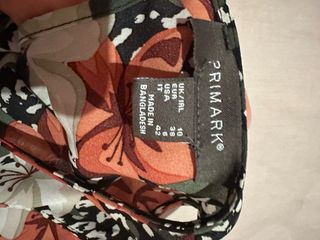 PRIMARK®
UK/IRL 10
EUR 38
USA 6
IT 42
MADE IN
BANGLADESH